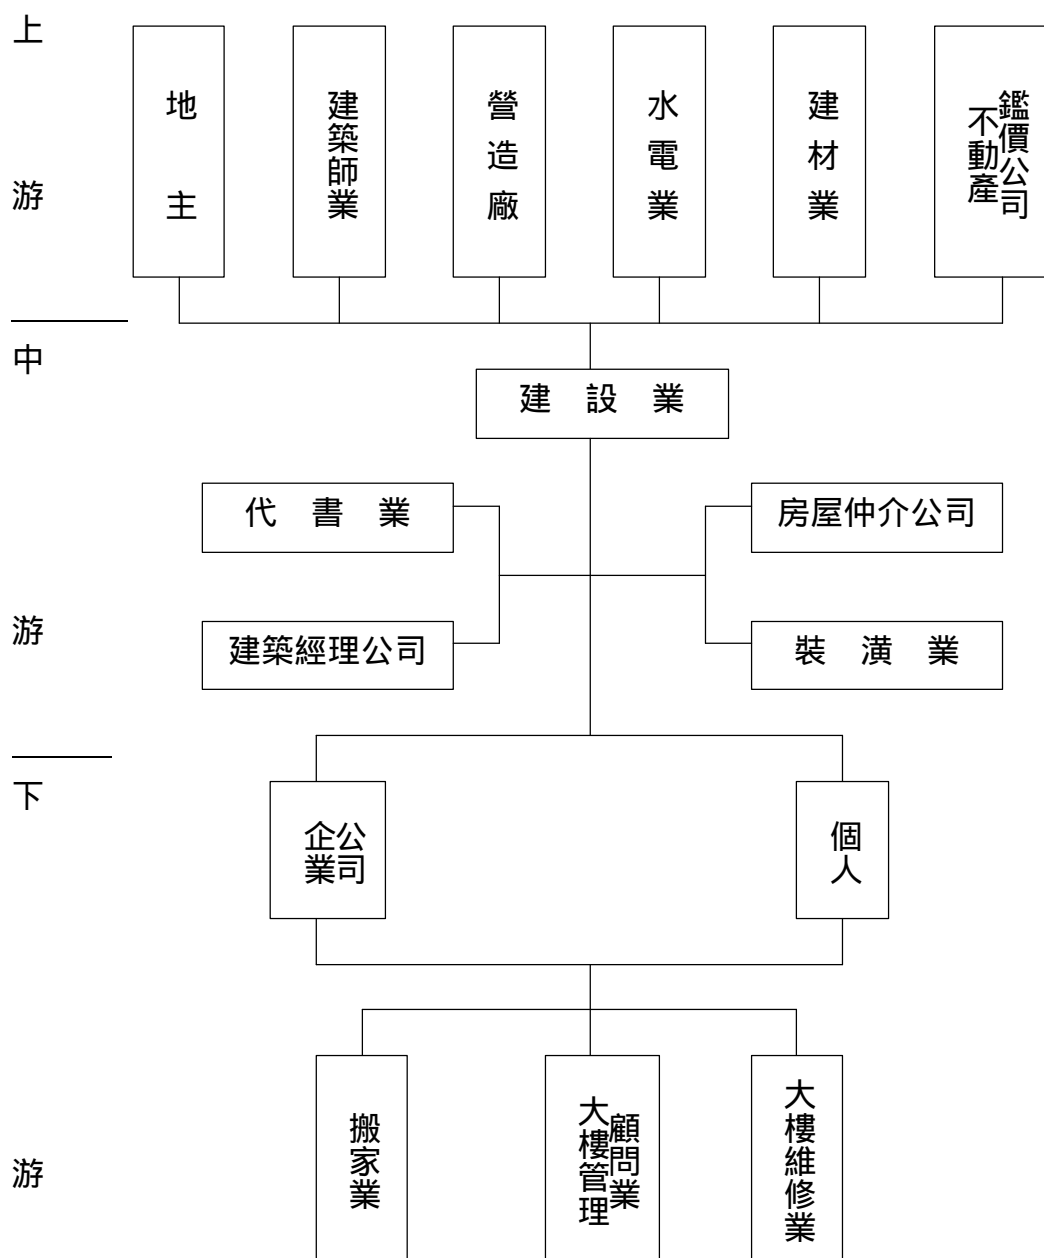 上
游
地主
建築師業
營造廠
水電業
建材業
不動產
鑑價公司
中
游
建設業
代書業
房屋仲介公司
建築經理公司
裝潢業
下
游
企業
公司
個人
搬家業
大樓管理
顧問業
大樓維修業